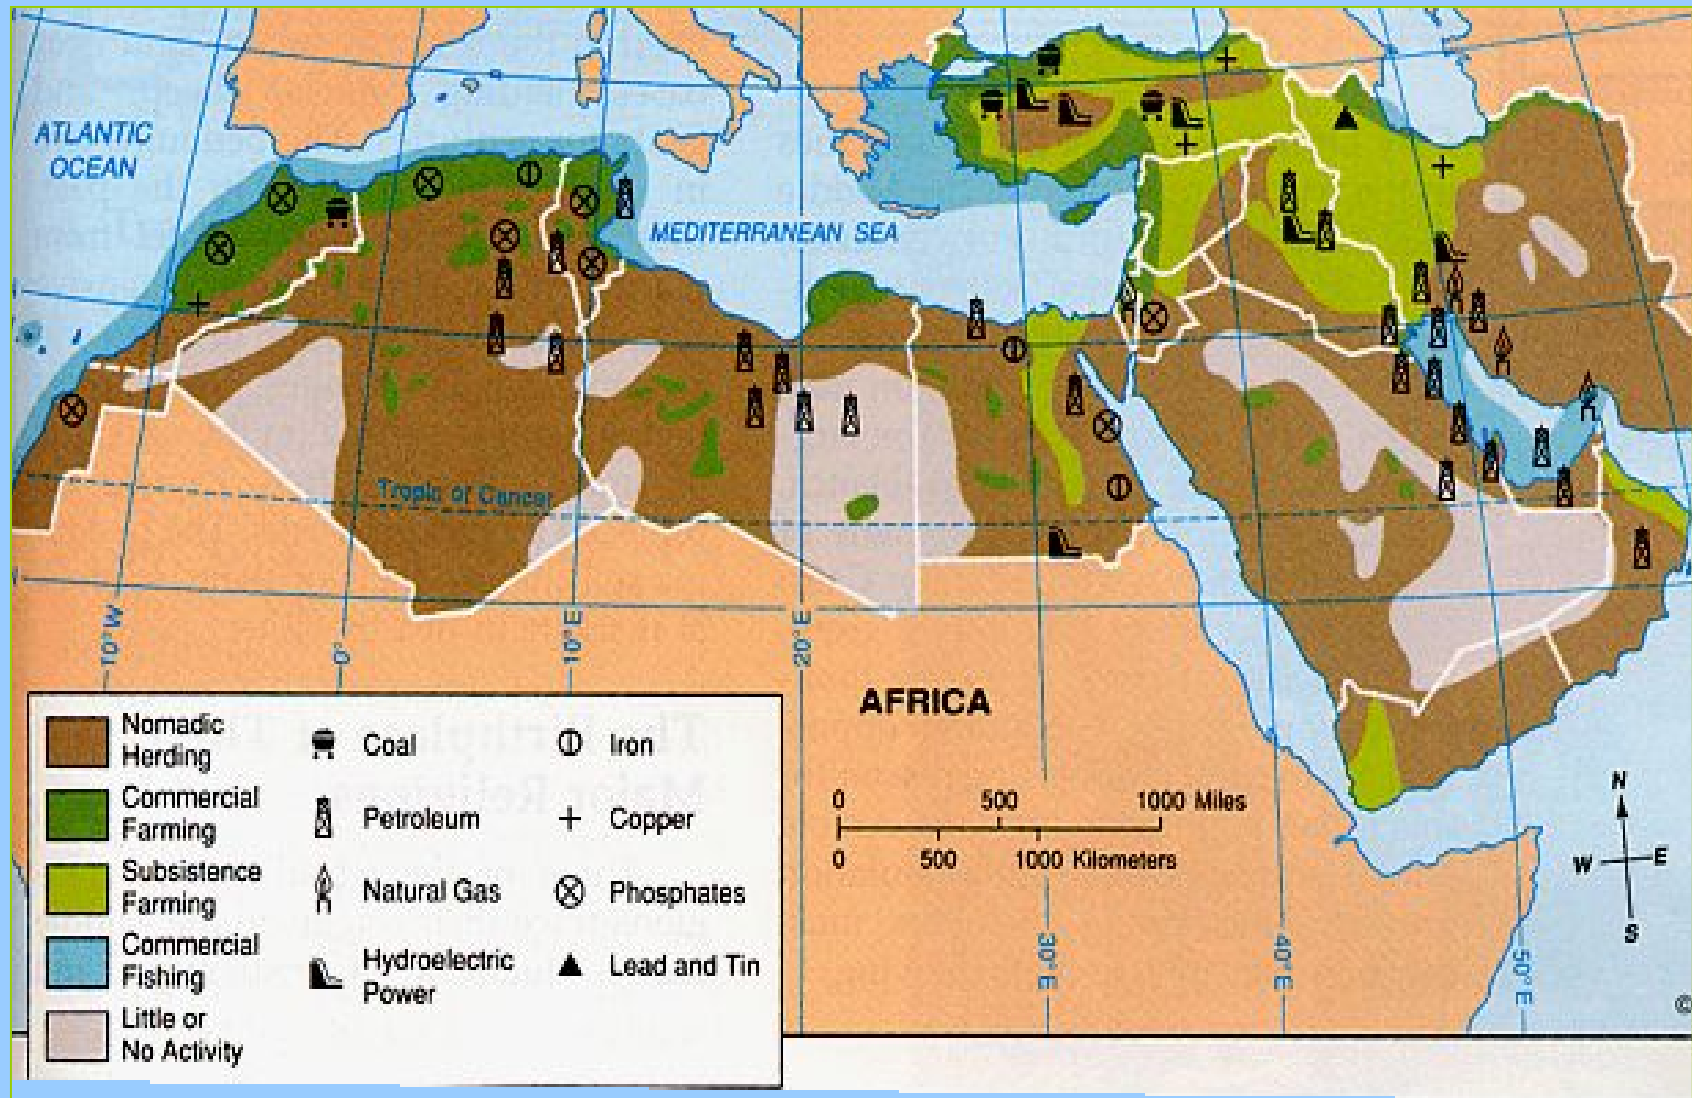 ATLANTIC
OCEAN
MEDITERRANEAN SEA
Tropic of Cancer
10° W
0°
10° E
20° E
30° E
40° E
50° E
AFRICA
0 500 1000 Miles
0 500 1000 Kilometers
N
W E
S
©
Nomadic
Herding
Commercial
Farming
Subsistence
Farming
Commercial
Fishing
Little or
No Activity
Coal
Petroleum
Natural Gas
Hydroelectric
Power
Iron
Copper
Phosphates
Lead and Tin